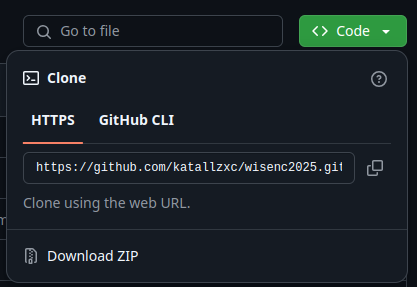 Go to file
Code
Clone
HTTPS GitHub CLI
https://github.com/katallzxc/wisenc2025.git
Clone using the web URL.
Download ZIP